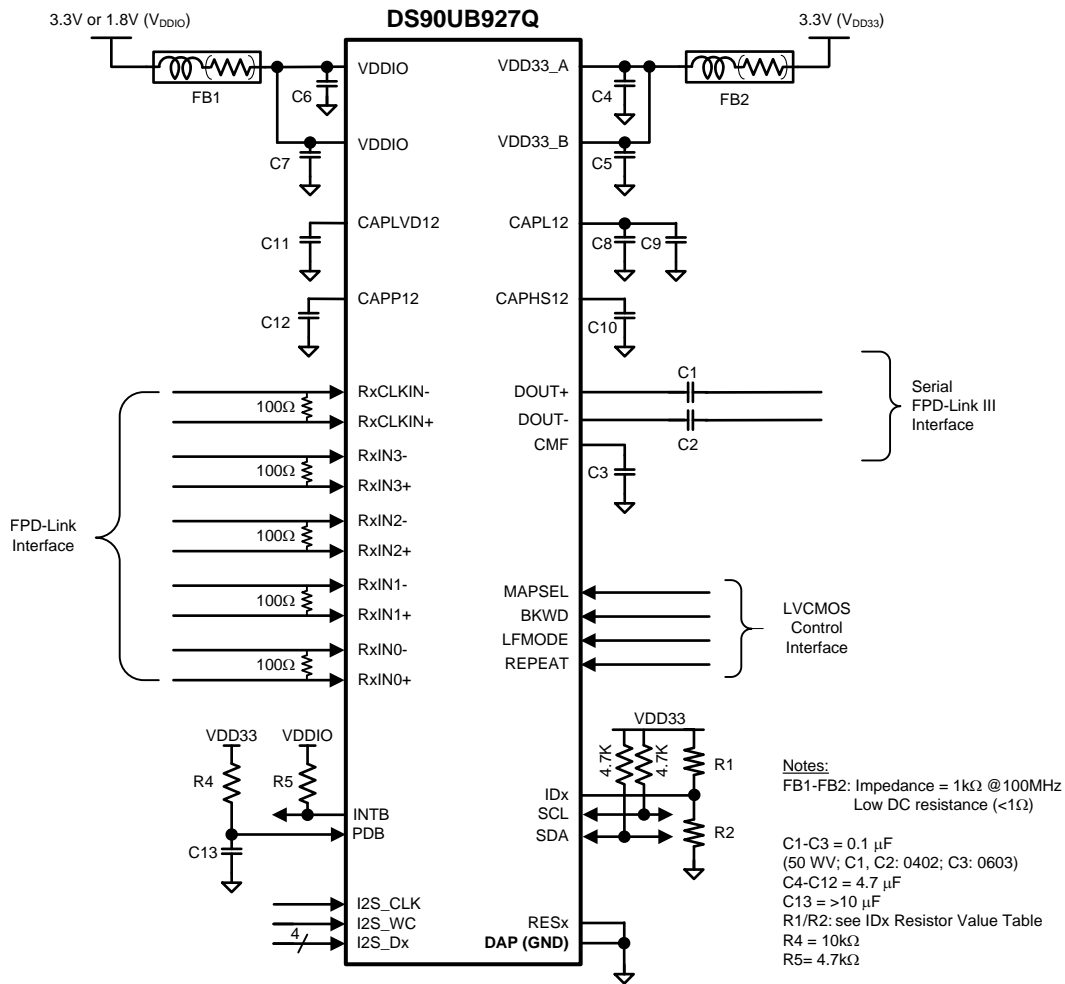 DS90UB927Q
3.3V or 1.8V (VDDIO)
3.3V (VDD33)
FB1
C6
VDDIO
VDD33_A
C4
FB2
C7
VDDIO
VDD33_B
C5
C11
CAPLVD12
CAPL12
C8
C9
C12
CAPP12
CAPHS12
C10
FPD-Link
Interface
100Ω
RxCLKIN-
RxCLKIN+
100Ω
RxIN3-
RxIN3+
100Ω
RxIN2-
RxIN2+
100Ω
RxIN1-
RxIN1+
100Ω
RxIN0-
RxIN0+
DOUT+
DOUT-
CMF
C1
C2
C3
Serial
FPD-Link III
Interface
MAPSEL
BKWD
LFMODE
REPEAT
LVCMOS
Control
Interface
VDD33
VDDIO
R4
R5
INTB
PDB
C13
VDD33
4.7K
4.7K
R1
IDx
SCL
SDA
R2
I2S_CLK
I2S_WC
4
I2S_Dx
RESx
DAP (GND)
Notes:
FB1-FB2: Impedance = 1kΩ @100MHz
Low DC resistance (<1Ω)
C1-C3 = 0.1 μF
(50 WV; C1, C2: 0402; C3: 0603)
C4-C12 = 4.7 μF
C13 = >10 μF
R1/R2: see IDx Resistor Value Table
R4 = 10kΩ
R5= 4.7kΩ